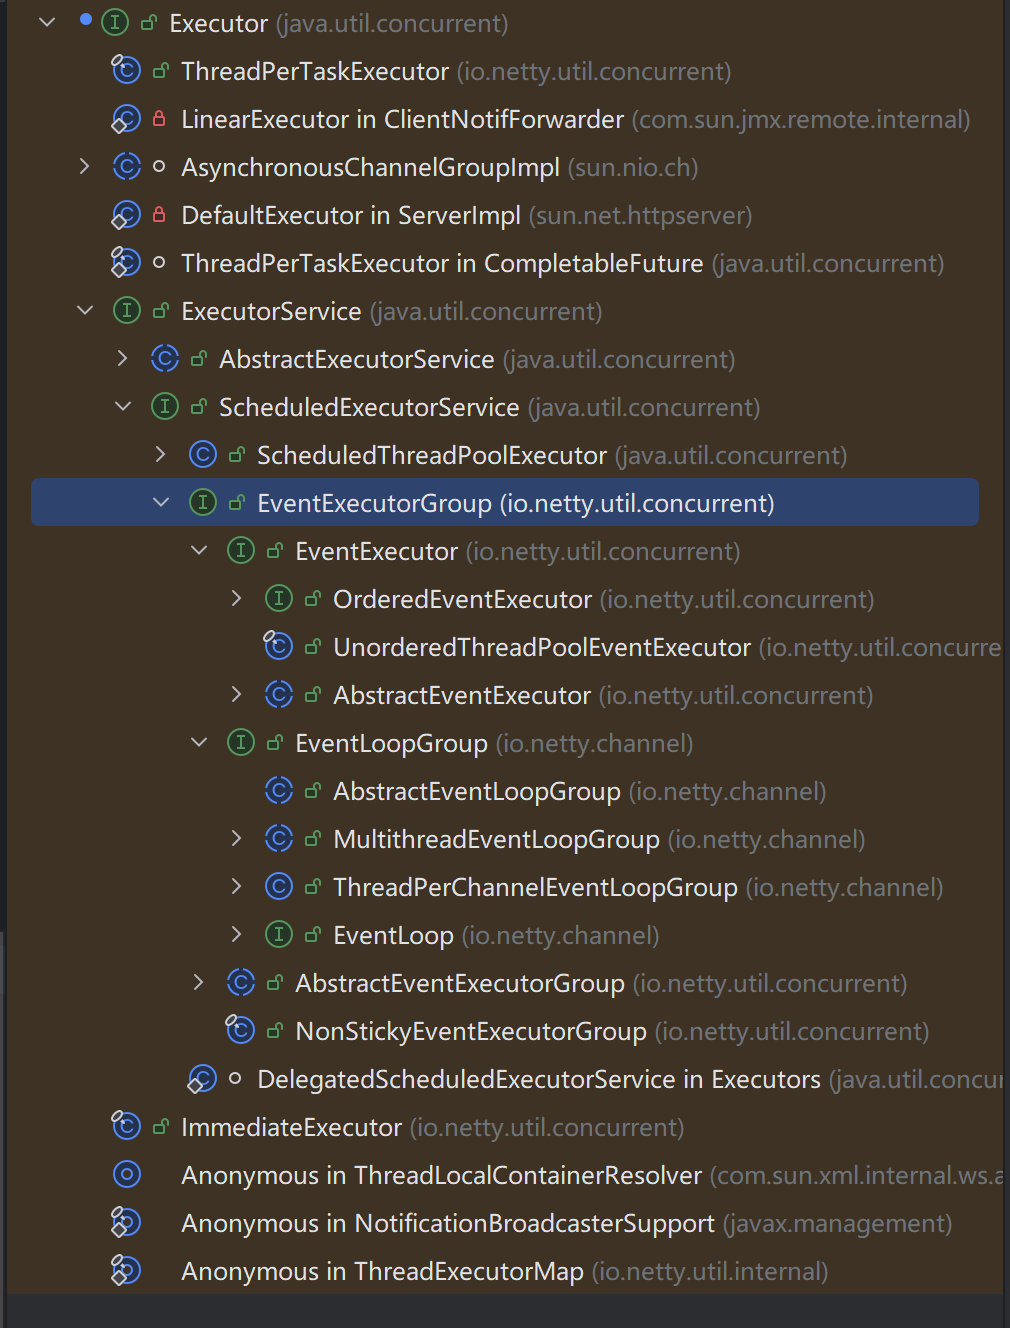 Executor (java.util.concurrent)
ThreadPerTaskExecutor (io.netty.util.concurrent)
LinearExecutor in ClientNotifForwarder (com.sun.jmx.remote.internal)
AsynchronousChannelGroupImpl (sun.nio.ch)
DefaultExecutor in ServerImpl (sun.net.httpserver)
ThreadPerTaskExecutor in CompletableFuture (java.util.concurrent)
ExecutorService (java.util.concurrent)
AbstractExecutorService (java.util.concurrent)
ScheduledExecutorService (java.util.concurrent)
ScheduledThreadPoolExecutor (java.util.concurrent)
EventExecutorGroup (io.netty.util.concurrent)
EventExecutor (io.netty.util.concurrent)
OrderedEventExecutor (io.netty.util.concurrent)
UnorderedThreadPoolEventExecutor (io.netty.util.concurre
AbstractEventExecutor (io.netty.util.concurrent)
EventLoopGroup (io.netty.channel)
AbstractEventLoopGroup (io.netty.channel)
MultithreadEventLoopGroup (io.netty.channel)
ThreadPerChannelEventLoopGroup (io.netty.channel)
EventLoop (io.netty.channel)
AbstractEventExecutorGroup (io.netty.util.concurrent)
NonStickyEventExecutorGroup (io.netty.util.concurrent)
DelegatedScheduledExecutorService in Executors (java.util.concur
ImmediateExecutor (io.netty.util.concurrent)
Anonymous in ThreadLocalContainerResolver (com.sun.xml.internal.ws.a
Anonymous in NotificationBroadcasterSupport (javax.management)
Anonymous in ThreadExecutorMap (io.netty.util.internal)